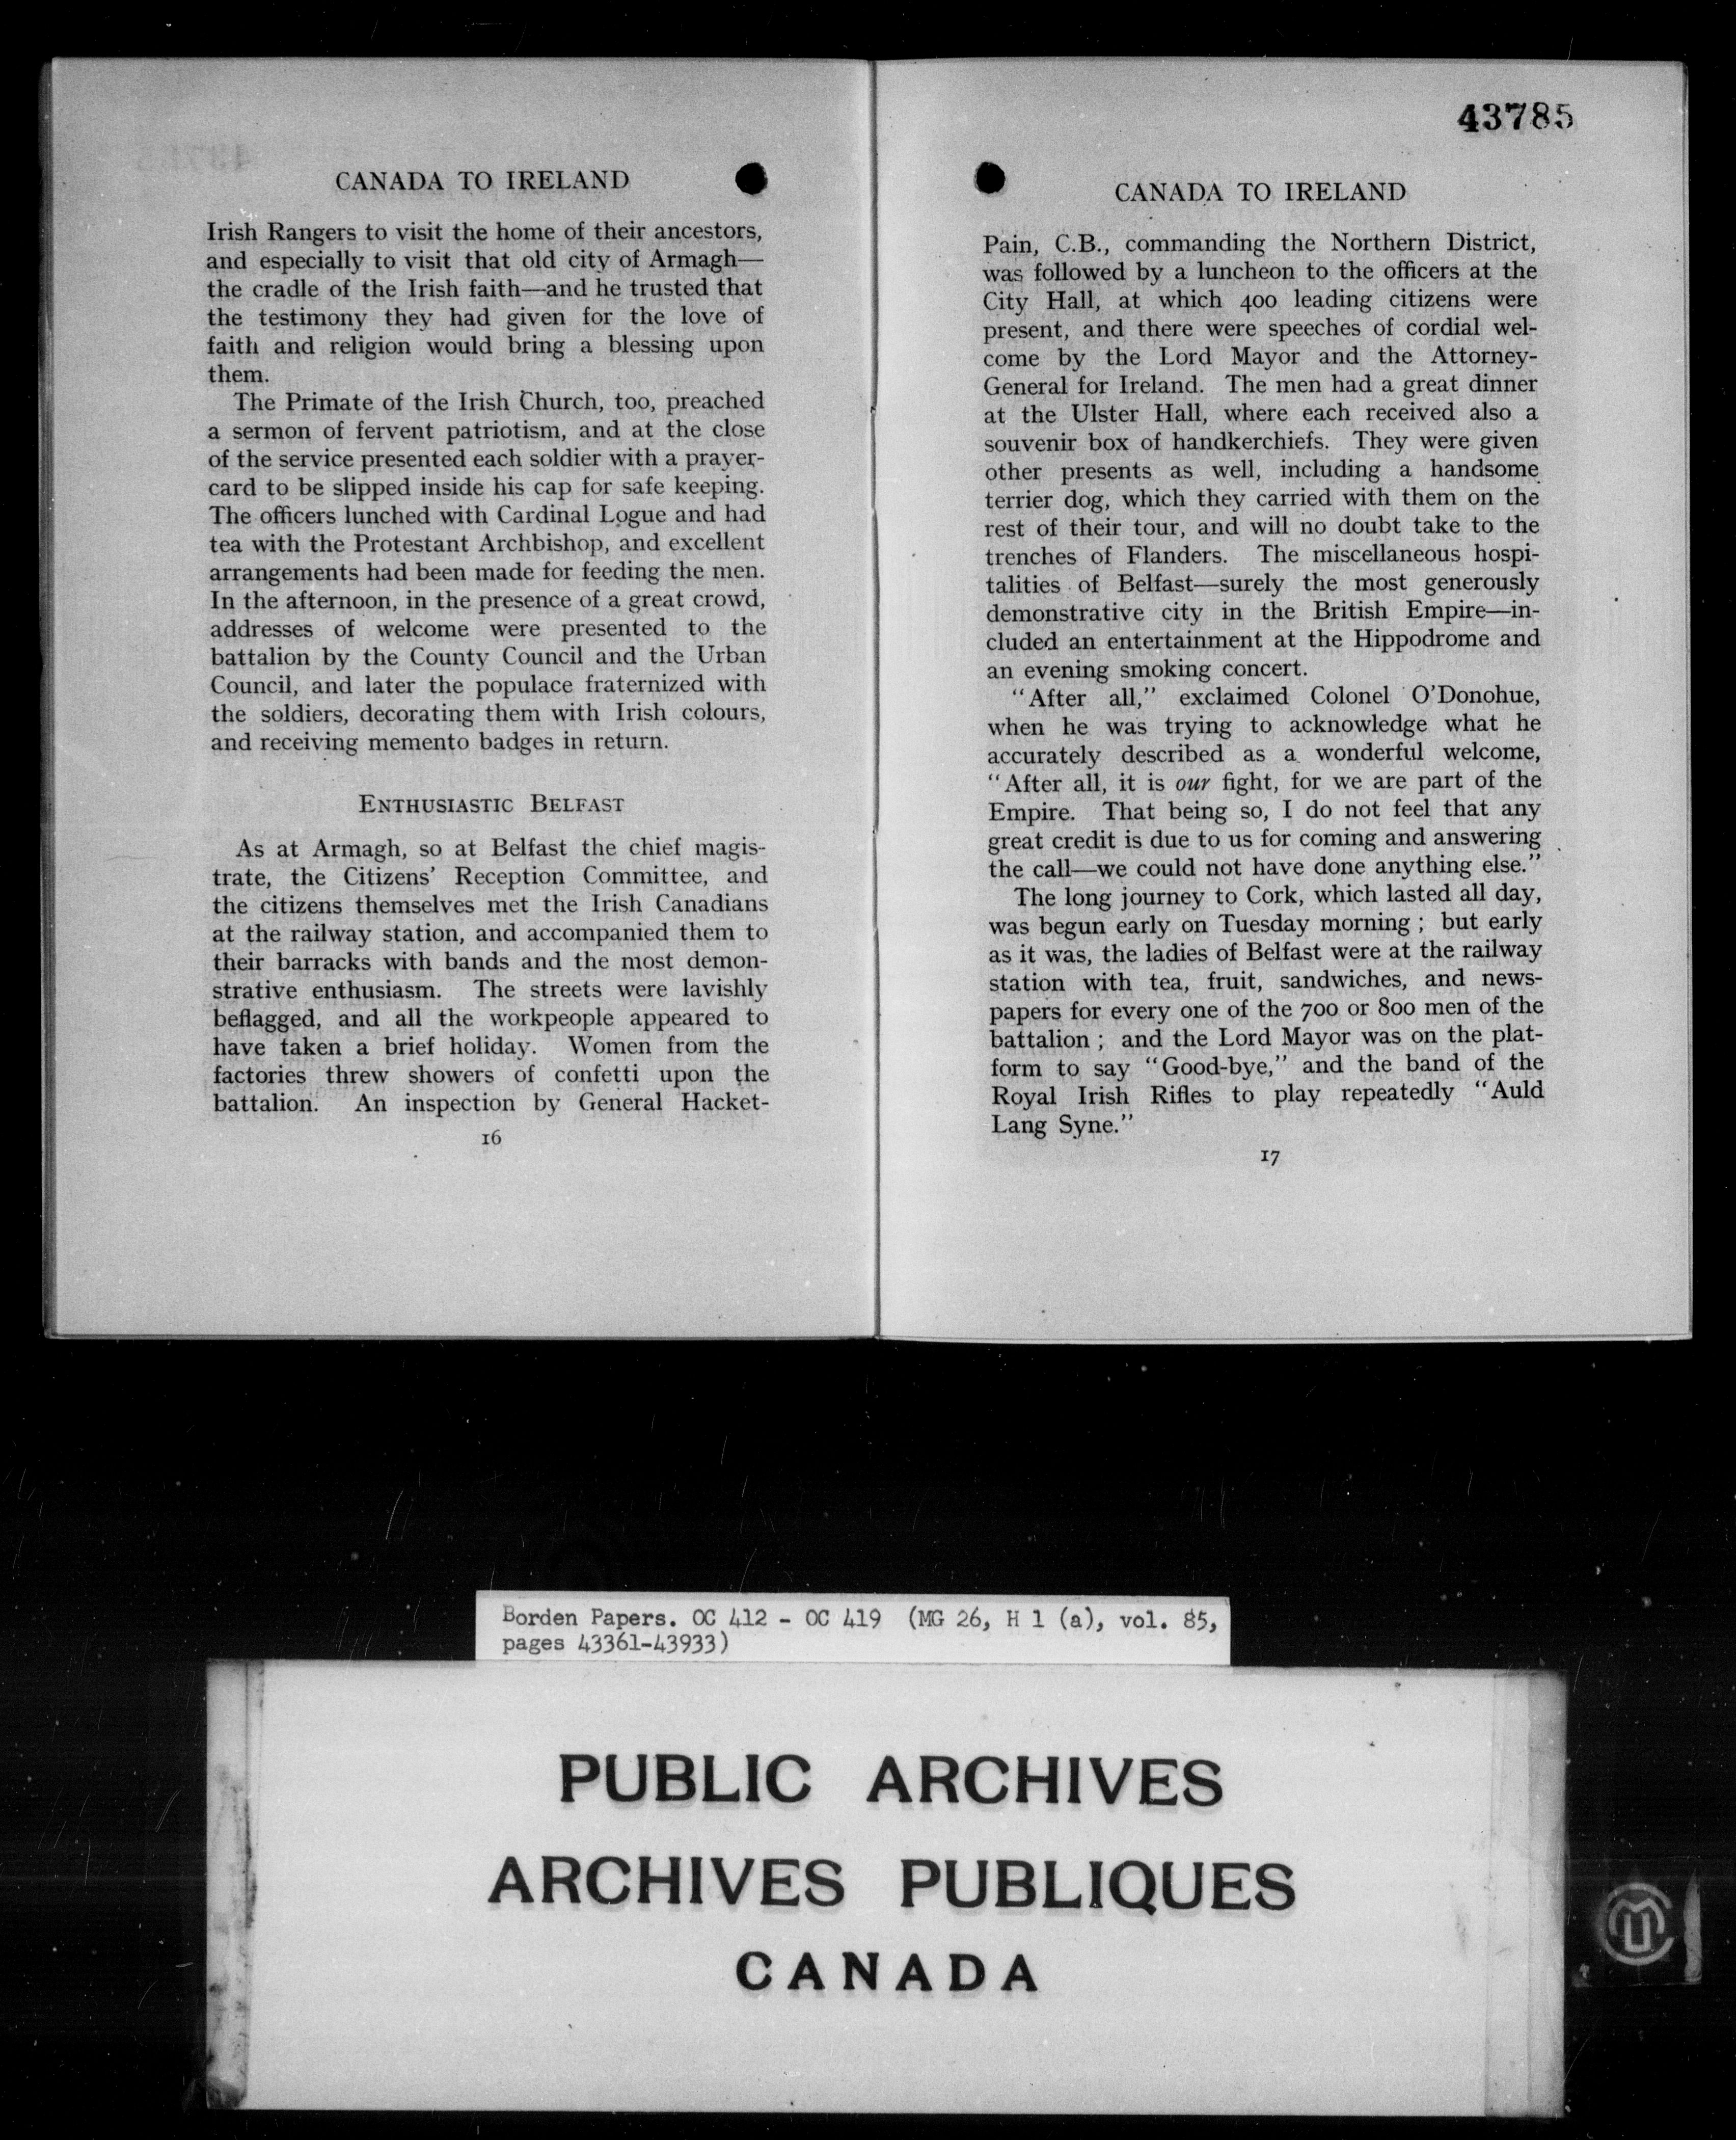 CANADA TO IRELAND
Irish Rangers to visit the home of their ancestors,
and especially to visit that old city of Armagh—
the cradle of the Irish faith—and he trusted that
the testimony they had given for the love of
faith and religion would bring a blessing upon
them.
The Primate of the Irish Church, too, preached
a sermon of fervent patriotism, and at the close
of the service presented each soldier with a prayer-
card to be slipped inside his cap for safe keeping.
The officers lunched with Cardinal Logue and had
tea with the Protestant Archbishop, and excellent
arrangements had been made for feeding the men.
In the afternoon, in the presence of a great crowd,
addresses of welcome were presented to the
battalion by the County Council and the Urban
Council, and later the populace fraternized with
the soldiers, decorating them with Irish colours,
and receiving memento badges in return.
ENTHUSIASTIC BELFAST
As at Armagh, so at Belfast the chief magis-
trate, the Citizens' Reception Committee, and
the citizens themselves met the Irish Canadians
at the railway station, and accompanied them to
their barracks with bands and the most demon-
strative enthusiasm. The streets were lavishly
beflagged, and all the workpeople appeared to
have taken a brief holiday. Women from the
factories threw showers of confetti upon the
battalion. An inspection by General Hacket-
16
43785
CANADA TO IRELAND
Pain, C.B., commanding the Northern District,
was followed by a luncheon to the officers at the
City Hall, at which 400 leading citizens were
present, and there were speeches of cordial wel-
come by the Lord Mayor and the Attorney-
General for Ireland. The men had a great dinner
at the Ulster Hall, where each received also a
souvenir box of handkerchiefs. They were given
other presents as well, including a handsome
terrier dog, which they carried with them on the
rest of their tour, and will no doubt take to the
trenches of Flanders. The miscellaneous hospi-
talities of Belfast—surely the most generously
demonstrative city in the British Empire—in-
cluded an entertainment at the Hippodrome and
an evening smoking concert.
"After all," exclaimed Colonel O'Donohue,
when he was trying to acknowledge what he
accurately described as a wonderful welcome,
"After all, it is our fight, for we are part of the
Empire. That being so, I do not feel that any
great credit is due to us for coming and answering
the call—we could not have done anything else."
The long journey to Cork, which lasted all day,
was begun early on Tuesday morning; but early
as it was, the ladies of Belfast were at the railway
station with tea, fruit, sandwiches, and news-
papers for every one of the 700 or 800 men of the
battalion; and the Lord Mayor was on the plat-
form to say "Good-bye," and the band of the
Royal Irish Rifles to play repeatedly "Auld
Lang Syne."
17
Borden Papers. OC 412 - OC 419 (MG 26, H 1 (a), vol. 85,
pages 43361-43933)
PUBLIC ARCHIVES
ARCHIVES PUBLIQUES
CANADA